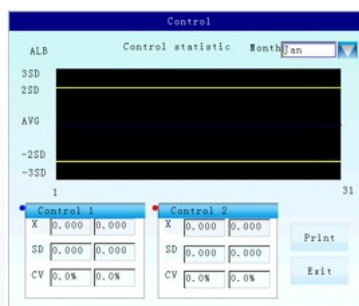 Control
ALB Control statistic Month Jan
3SD
2SD
AVG
-2SD
-3SD
1 31
Control 1 Control 2
X 0.000 0.000 X 0.000 0.000
Print
SD 0.000 0.000 SD 0.000 0.000
CV 0.0% 0.0% CV 0.0% 0.0%
Exit